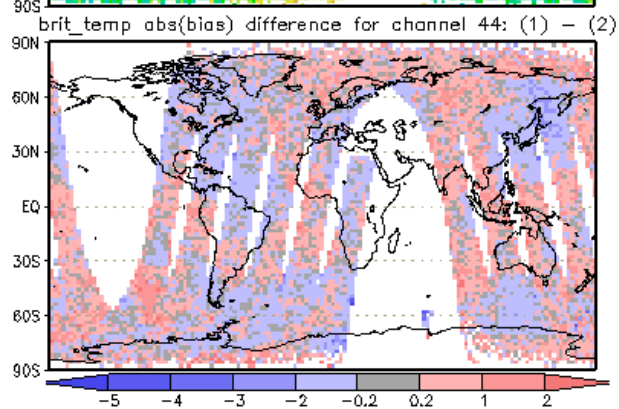 90S
brit_temp abs(bias) difference for channel 44: (1) − (2)
90N
60N
30N
EQ
30S
60S
90S
−5 −4 −3 −2 −0.2 0.2 1 2